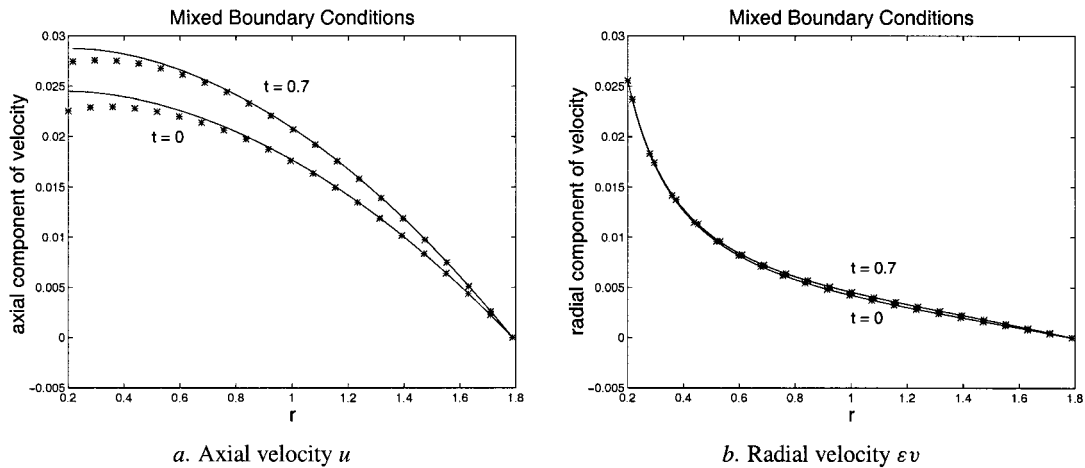 Mixed Boundary Conditions
axial component of velocity
0.03
0.025
0.02
0.015
0.01
0.005
0
−0.005
t = 0.7
t = 0
0.2 0.4 0.6 0.8 1 1.2 1.4 1.6 1.8
r
a. Axial velocity u
Mixed Boundary Conditions
radial component of velocity
0.03
0.025
0.02
0.015
0.01
0.005
0
−0.005
t = 0.7
t = 0
0.2 0.4 0.6 0.8 1 1.2 1.4 1.6 1.8
r
b. Radial velocity εv